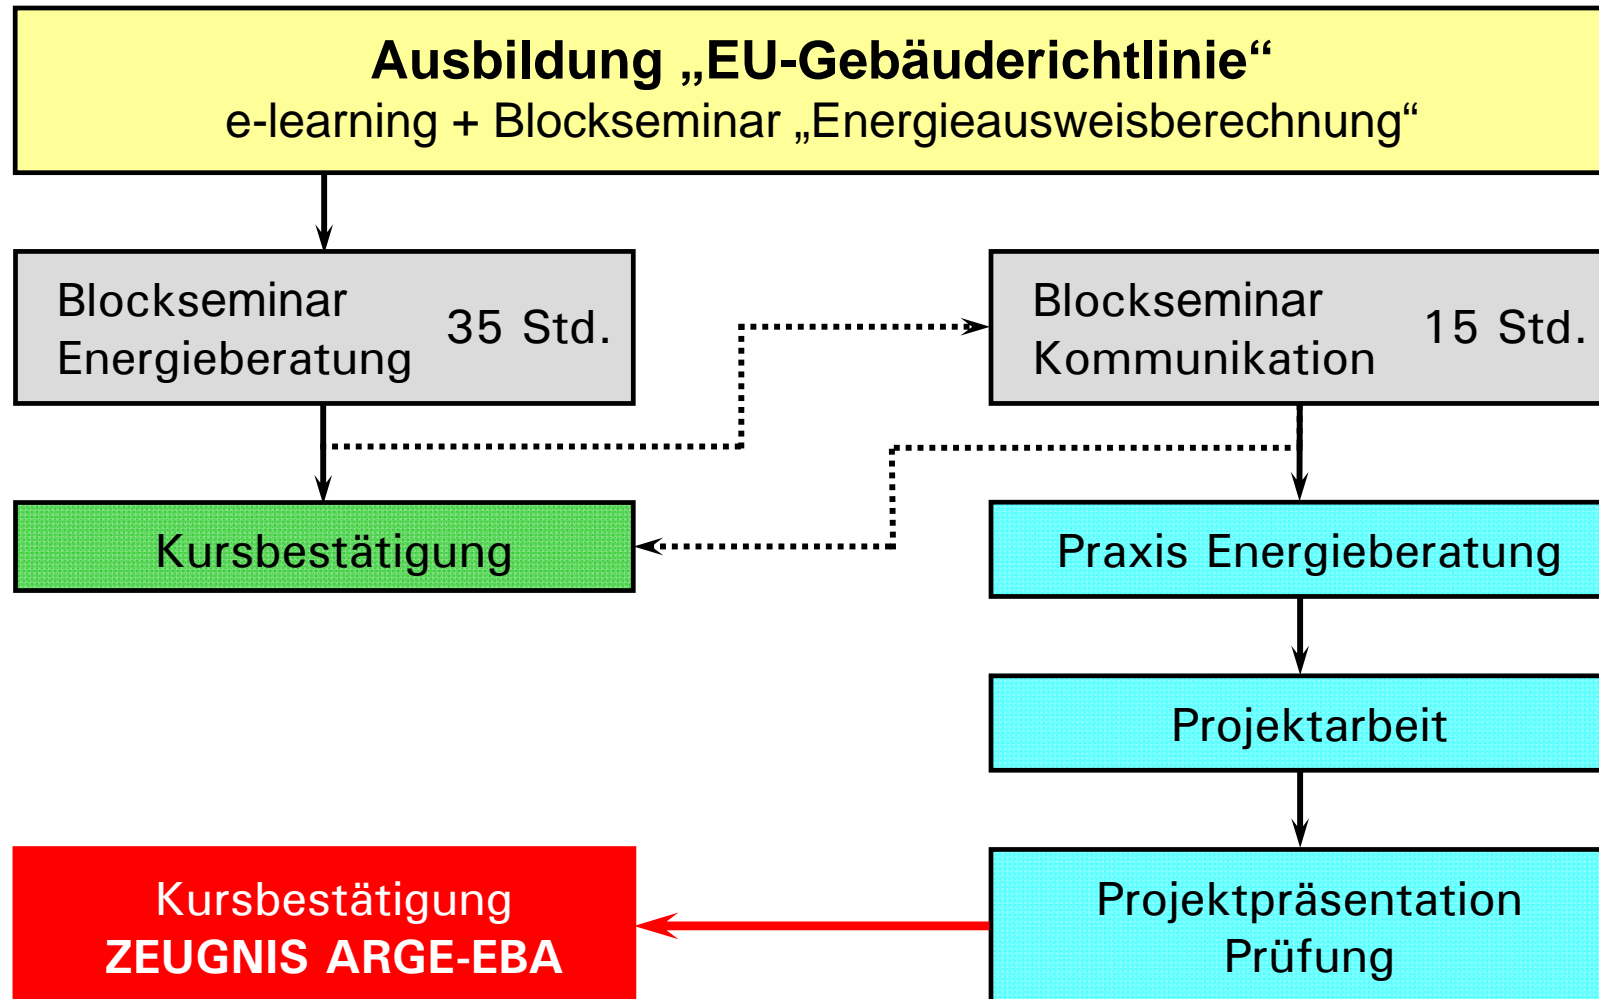 Ausbildung „EU-Gebäuderichtlinie“
e-learning + Blockseminar „Energieausweisberechnung“
Blockseminar
Energieberatung
35 Std.
Blockseminar
Kommunikation
15 Std.
Kursbestätigung
Praxis Energieberatung
Projektarbeit
Kursbestätigung
ZEUGNIS ARGE-EBA
Projektpräsentation
Prüfung